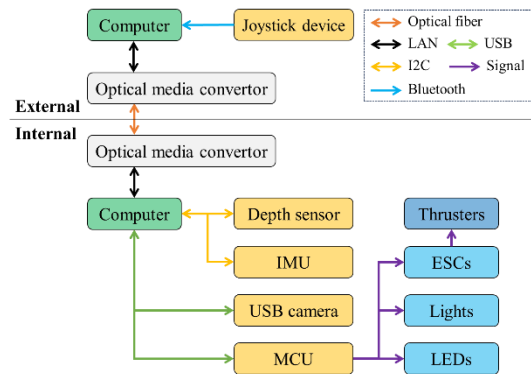 Computer
Joystick device
Optical fiber
LAN
USB
I2C
Signal
Bluetooth
Optical media convertor
External
Internal
Optical media convertor
Computer
Depth sensor
Thrusters
IMU
ESCs
USB camera
Lights
MCU
LEDs